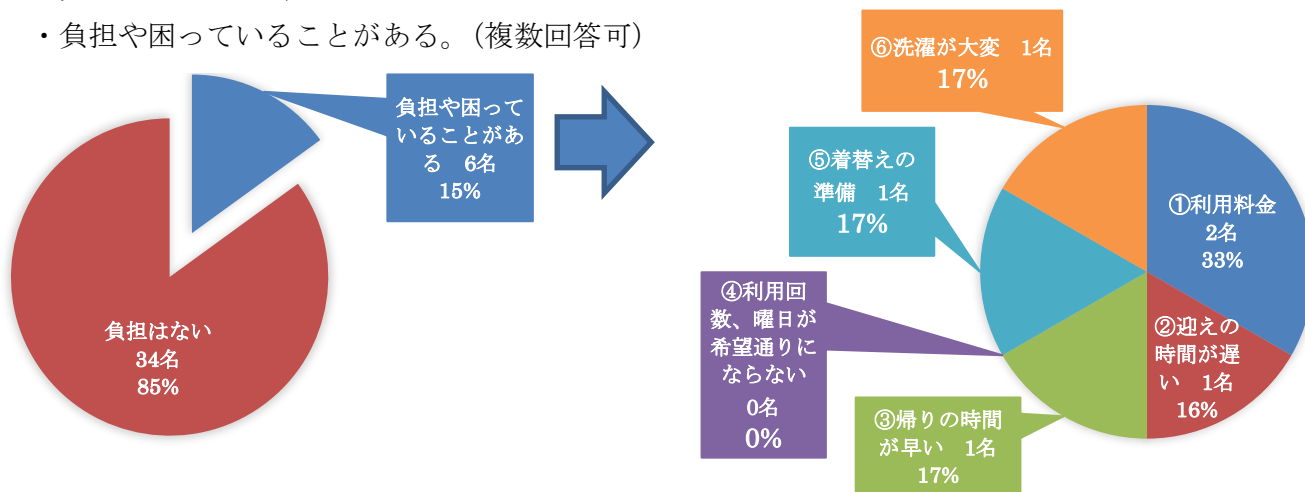 ・負担や困っていることがある。(複数回答可)
負担や困って
いることがあ
る　6名
15%
負担はない
34名
85%
①利用料金
2名
33%
②迎えの
時間が遅
い　1名
16%
③帰りの時間
が早い　1名
17%
④利用回
数、曜日が
希望通りに
ならない
0名
0%
⑤着替えの
準備　1名
17%
⑥洗濯が大変　1名
17%